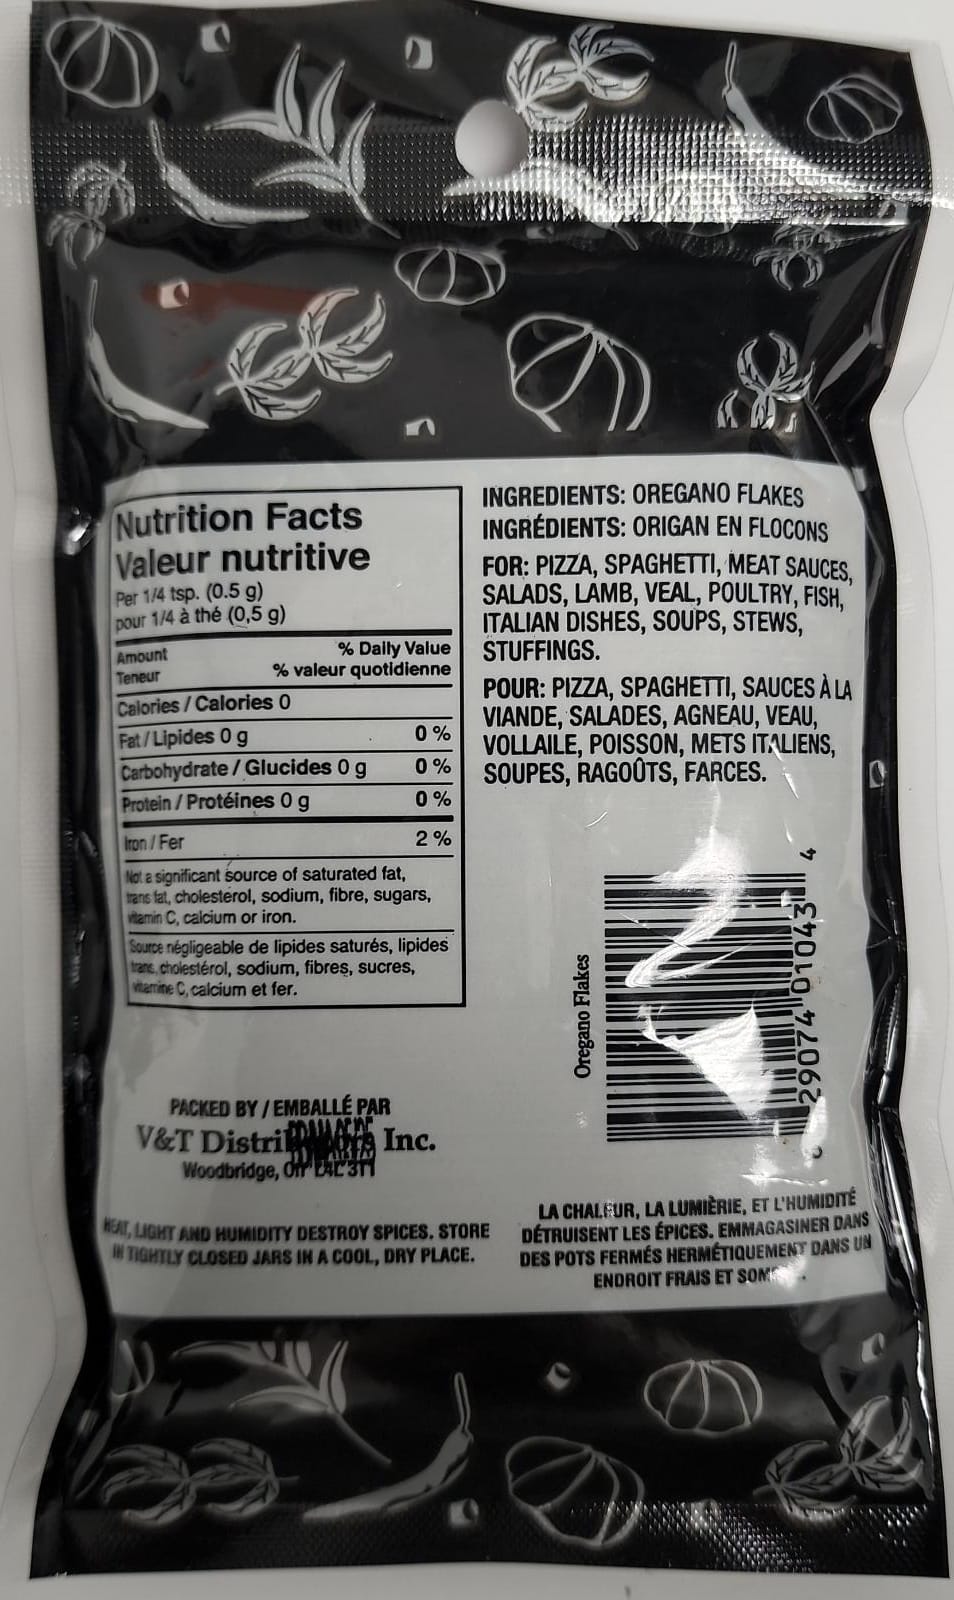 Nutrition Facts
Valeur nutritive
Per 1/4 tsp. (0.5 g)
pour 1/4 à thé (0,5 g)
Amount % Daily Value
Teneur % valeur quotidienne
Calories / Calories 0
Fat / Lipides 0 g 0 %
Carbohydrate / Glucides 0 g 0 %
Protein / Protéines 0 g 0 %
Iron / Fer 2 %
Not a significant source of saturated fat,
trans fat, cholesterol, sodium, fibre, sugars,
vitamin C, calcium or iron.
Source négligeable de lipides saturés, lipides
trans, cholestérol, sodium, fibres, sucres,
vitamine C, calcium et fer.
INGREDIENTS: OREGANO FLAKES
INGRÉDIENTS: ORIGAN EN FLOCONS
FOR: PIZZA, SPAGHETTI, MEAT SAUCES,
SALADS, LAMB, VEAL, POULTRY, FISH,
ITALIAN DISHES, SOUPS, STEWS,
STUFFINGS.
POUR: PIZZA, SPAGHETTI, SAUCES À LA
VIANDE, SALADES, AGNEAU, VEAU,
VOLLAILE, POISSON, METS ITALIENS,
SOUPES, RAGOÛTS, FARCES.
Oregano Flakes
29074 01043 4
PACKED BY / EMBALLÉ PAR
V&T Inc.
Woodbridge,
HEAT, LIGHT AND HUMIDITY DESTROY SPICES. STORE
IN TIGHTLY CLOSED JARS IN A COOL, DRY PLACE.
LA CHALEUR, LA LUMIÈRIE, ET L'HUMIDITÉ
DÉTRUISENT LES ÉPICES. EMMAGASINER DANS
DES POTS FERMÉS HERMÉTIQUEMENT DANS UN
ENDROIT FRAIS ET